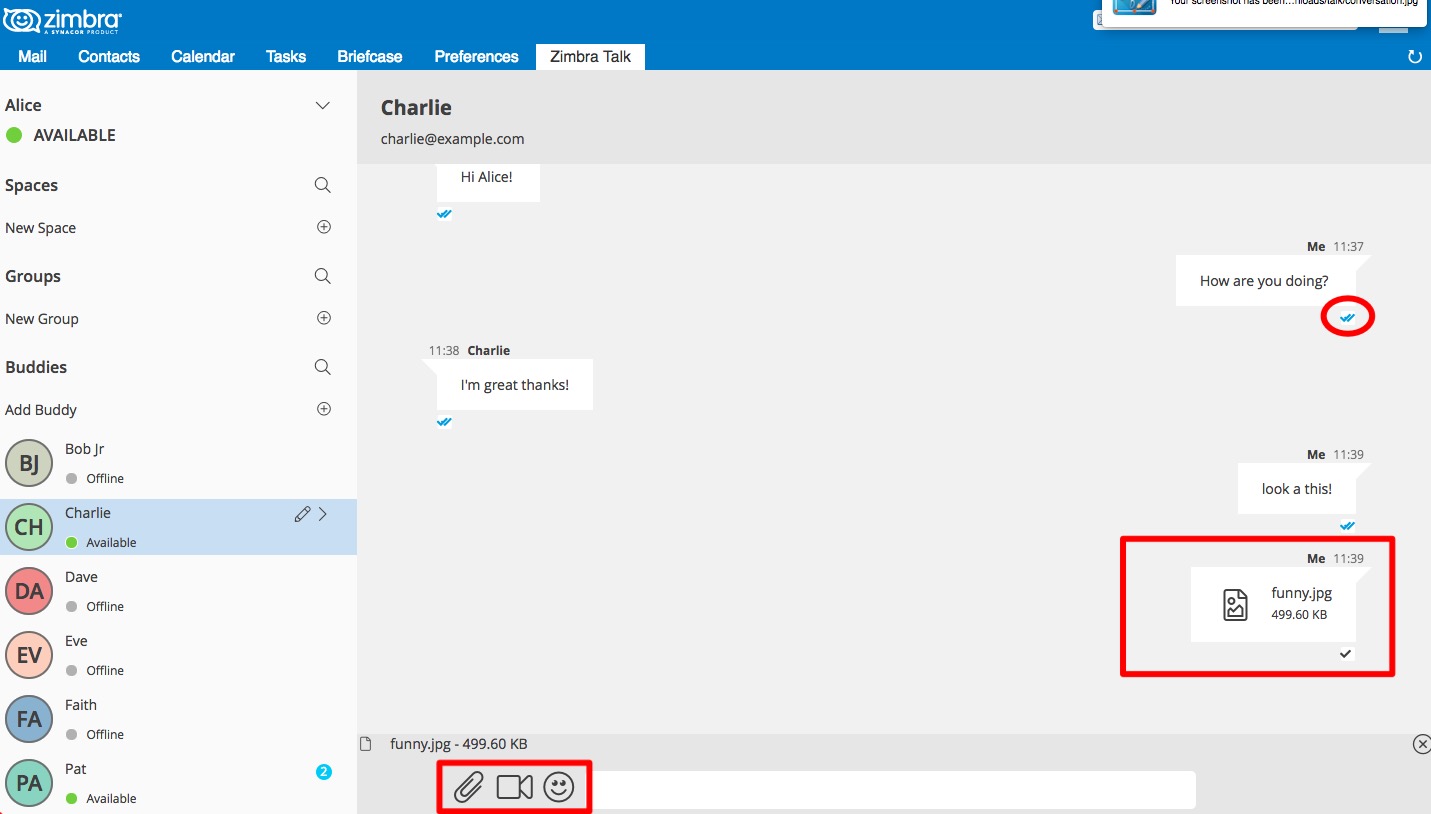 zimbra
A SYNACOR PRODUCT
Your screenshot has been...nloads/talk/conversation.jpg
Mail Contacts Calendar Tasks Briefcase Preferences Zimbra Talk
Alice
AVAILABLE
Spaces
New Space
Groups
New Group
Buddies
Add Buddy
BJ Bob Jr
Offline
CH Charlie
Available
DA Dave
Offline
EV Eve
Offline
FA Faith
Offline
PA Pat 2
Available
Charlie
charlie@example.com
Hi Alice!
Me 11:37
How are you doing?
11:38 Charlie
I'm great thanks!
Me 11:39
look a this!
Me 11:39
funny.jpg
499.60 KB
funny.jpg - 499.60 KB